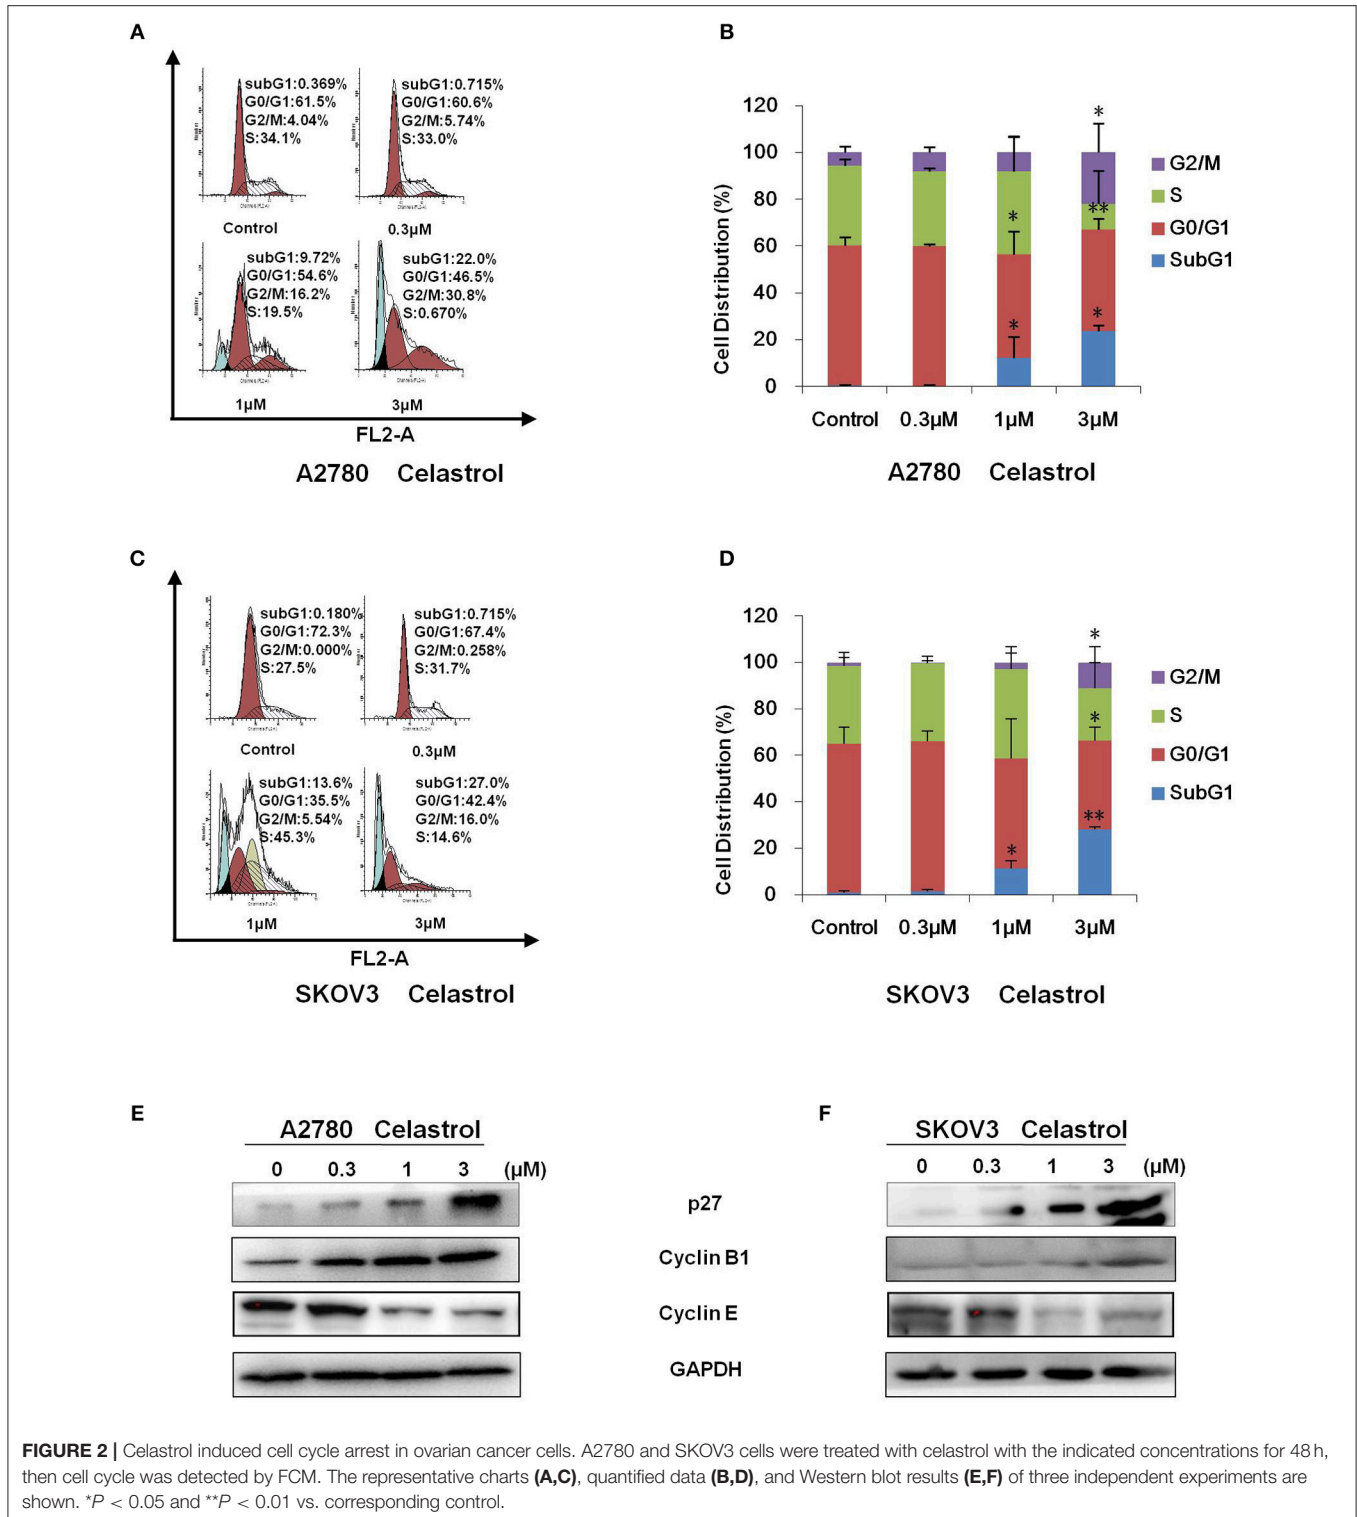 A
subG1:0.369%
G0/G1:61.5%
G2/M:4.04%
S:34.1%
Control
subG1:0.715%
G0/G1:60.6%
G2/M:5.74%
S:33.0%
0.3μM
subG1:9.72%
G0/G1:54.6%
G2/M:16.2%
S:19.5%
1μM
subG1:22.0%
G0/G1:46.5%
G2/M:30.8%
S:0.670%
3μM
FL2-A
A2780 Celastrol
B
Cell Distribution (%)
120
100
80
60
40
20
0
*
*
**
*
*
G2/M
S
G0/G1
SubG1
Control 0.3μM 1μM 3μM
A2780 Celastrol
C
subG1:0.180%
G0/G1:72.3%
G2/M:0.000%
S:27.5%
Control
subG1:0.715%
G0/G1:67.4%
G2/M:0.258%
S:31.7%
0.3μM
subG1:13.6%
G0/G1:35.5%
G2/M:5.54%
S:45.3%
1μM
subG1:27.0%
G0/G1:42.4%
G2/M:16.0%
S:14.6%
3μM
FL2-A
SKOV3 Celastrol
D
Cell Distribution (%)
120
100
80
60
40
20
0
*
*
**
*
G2/M
S
G0/G1
SubG1
Control 0.3μM 1μM 3μM
SKOV3 Celastrol
E
A2780 Celastrol
0 0.3 1 3 (μM)
F
SKOV3 Celastrol
0 0.3 1 3 (μM)
p27
Cyclin B1
Cyclin E
GAPDH
FIGURE 2 | Celastrol induced cell cycle arrest in ovarian cancer cells. A2780 and SKOV3 cells were treated with celastrol with the indicated concentrations for 48 h,
then cell cycle was detected by FCM. The representative charts (A,C), quantified data (B,D), and Western blot results (E,F) of three independent experiments are
shown. *P < 0.05 and **P < 0.01 vs. corresponding control.